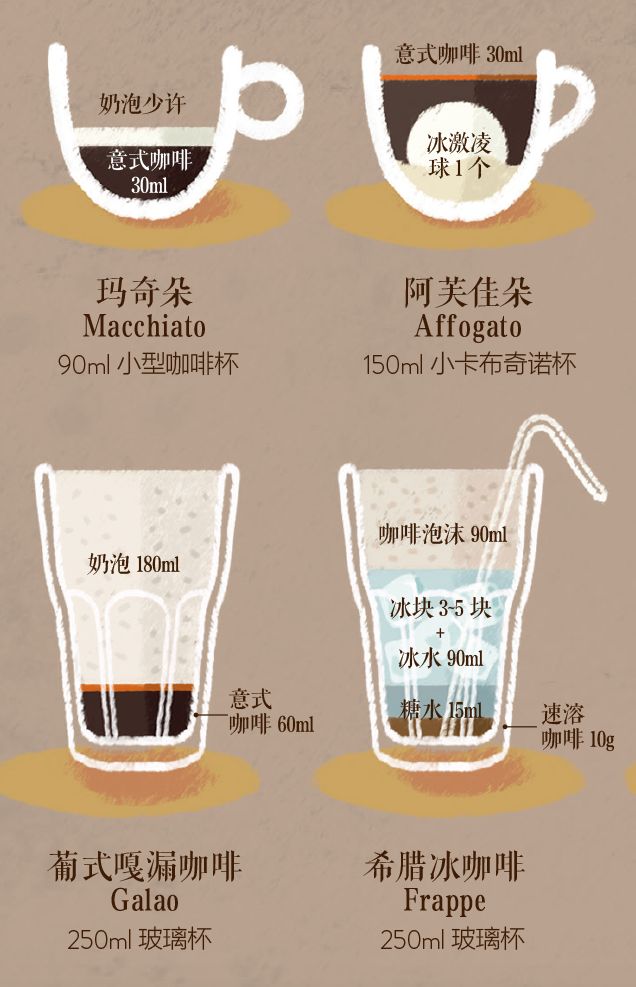 奶泡少许
意式咖啡
30ml
意式咖啡 30ml
冰激凌
球 1 个
玛奇朵
Macchiato
90ml 小型咖啡杯
阿芙佳朵
Affogato
150ml 小卡布奇诺杯
奶泡 180ml
意式
咖啡 60ml
咖啡泡沫 90ml
冰块 3~5 块
+
冰水 90ml
糖水 15ml
速溶
咖啡 10g
葡式嘎漏咖啡
Galao
250ml 玻璃杯
希腊冰咖啡
Frappe
250ml 玻璃杯